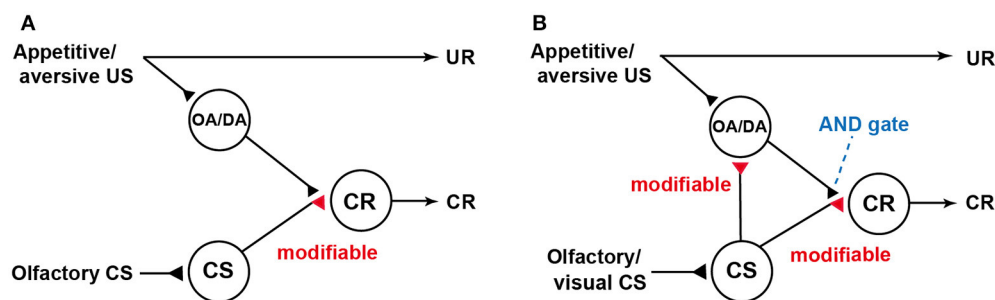 A
Appetitive/
aversive US
UR
OA/DA
CR
CR
modifiable
Olfactory CS
CS
B
Appetitive/
aversive US
UR
OA/DA
AND gate
modifiable
CR
CR
modifiable
Olfactory/
visual CS
CS